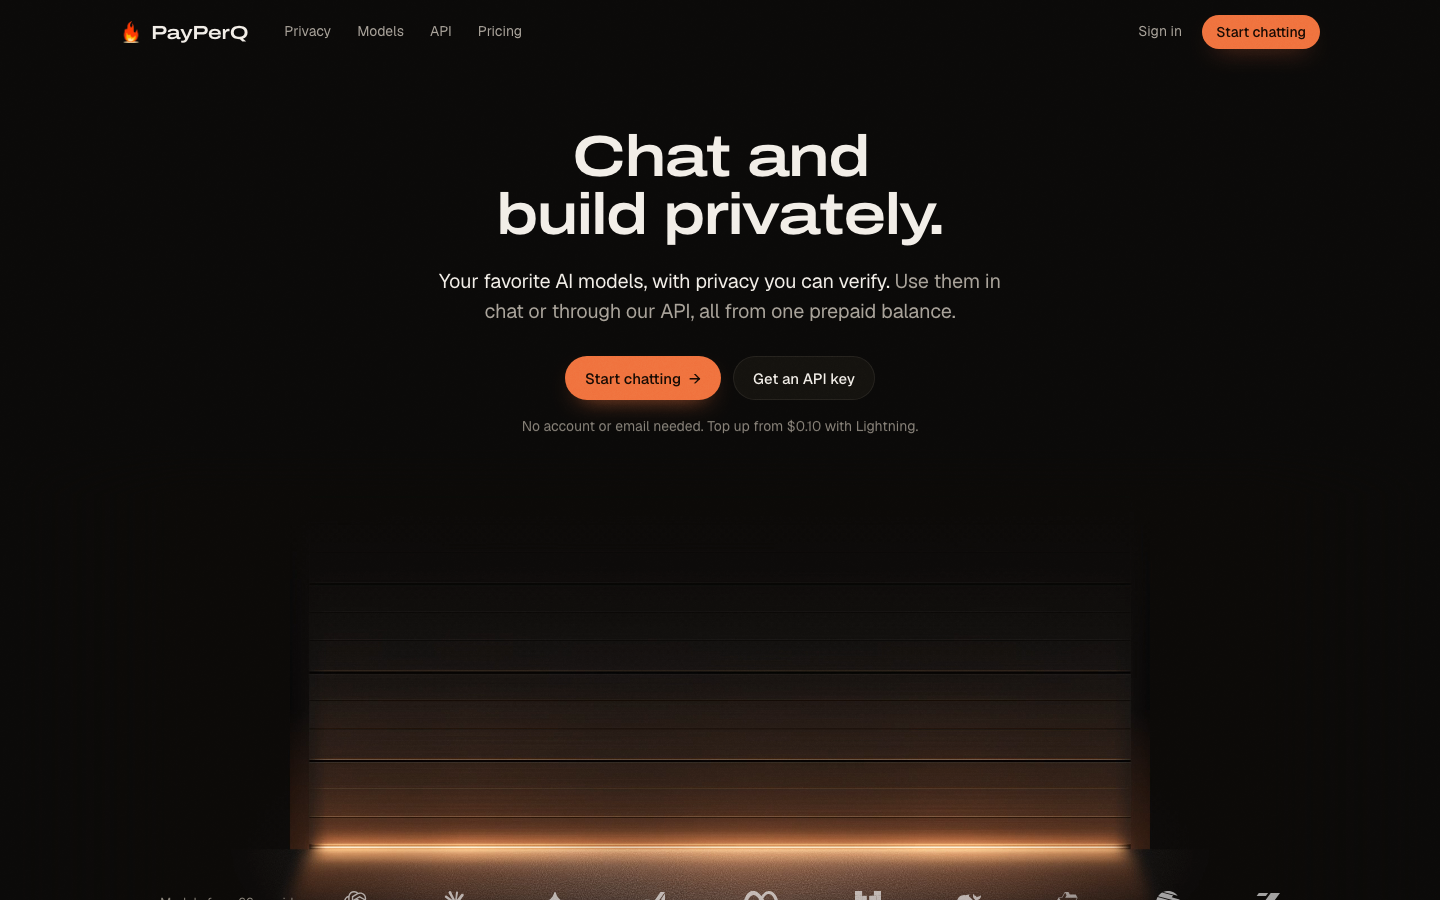 PayPerQ
Privacy
Models
API
Pricing
Sign in
Start chatting
Chat and
build privately.
Your favorite AI models, with privacy you can verify. Use them in
chat or through our API, all from one prepaid balance.
Start chatting →
Get an API key
No account or email needed. Top up from $0.10 with Lightning.